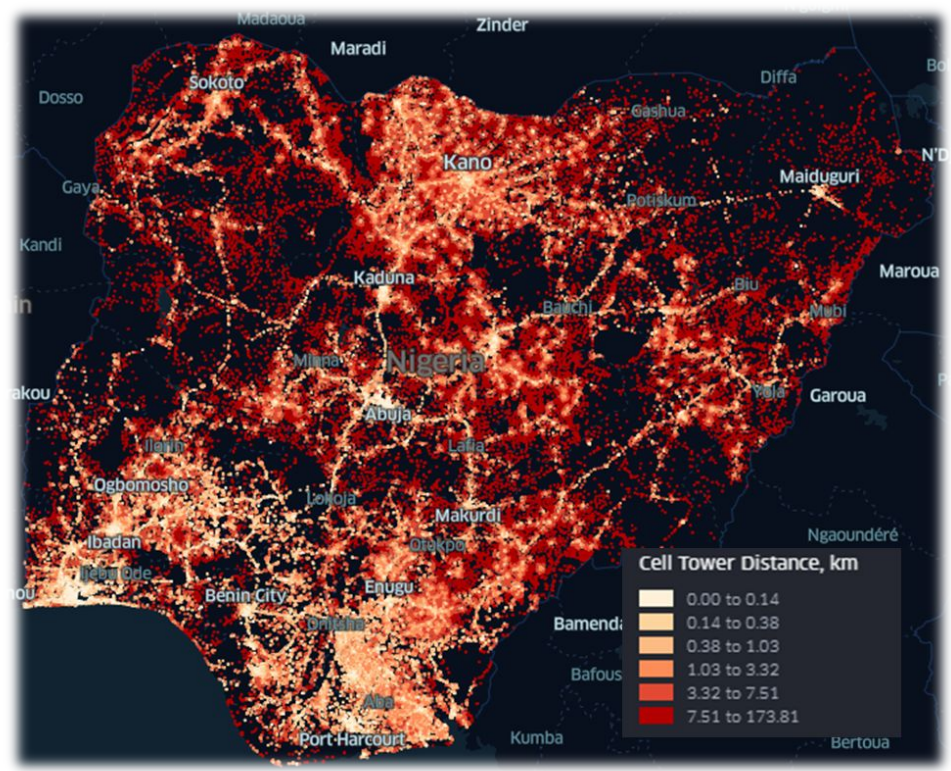 Madaoua
Zinder
Maradi
Sokoto
Diffa
Dosso
Gashua
Kano
N'D
Maiduguri
Gaya
Potiskum
Kandi
Maroua
Kaduna
Biu
in
Bauchi
Mubi
Minna
Nigeria
rakou
Yola
Garoua
Abuja
Ilorin
Lafia
Ogbomosho
Lokoja
Makurdi
Ibadan
Otukpo
Ngaoundéré
Ijebu Ode
Enugu
nou
Benin City
Onitsha
Bamenda
Bafous
Aba
Port Harcourt
Kumba
Bertoua
Cell Tower Distance, km
0.00 to 0.14
0.14 to 0.38
0.38 to 1.03
1.03 to 3.32
3.32 to 7.51
7.51 to 173.81